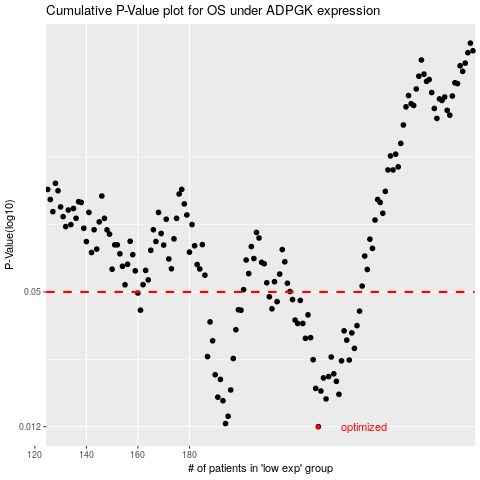 Cumulative P-Value plot for OS under ADPGK expression
P-Value(log10)
0.05
0.012
optimized
120 140 160 180
# of patients in 'low exp' group